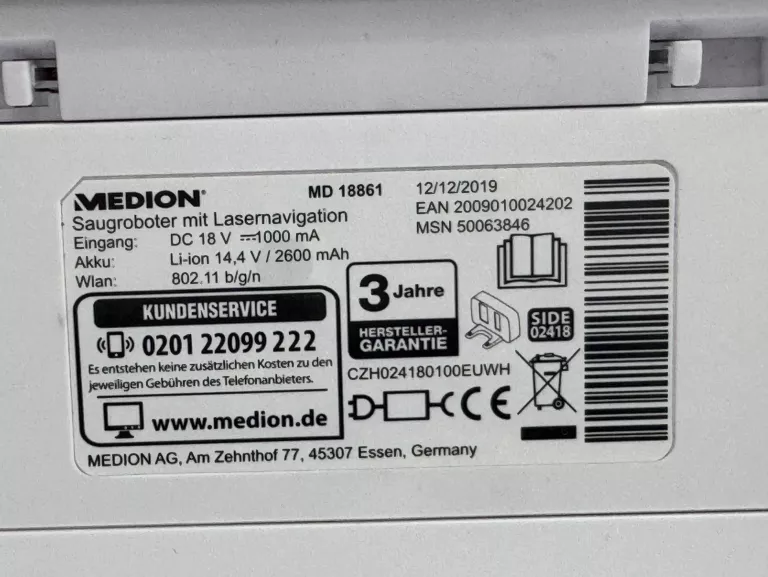 MEDION® MD 18861 12/12/2019
Saugroboter mit Lasernavigation EAN 2009010024202
Eingang: DC 18 V ⎓1000 mA MSN 50063846
Akku: Li-ion 14,4 V / 2600 mAh
Wlan: 802.11 b/g/n
KUNDENSERVICE
0201 22099 222
Es entstehen keine zusätzlichen Kosten zu den
jeweiligen Gebühren des Telefonanbieters.
www.medion.de
3 Jahre
HERSTELLER-
GARANTIE
SIDE
02418
CZH024180100EUWH
CE
MEDION AG, Am Zehnthof 77, 45307 Essen, Germany